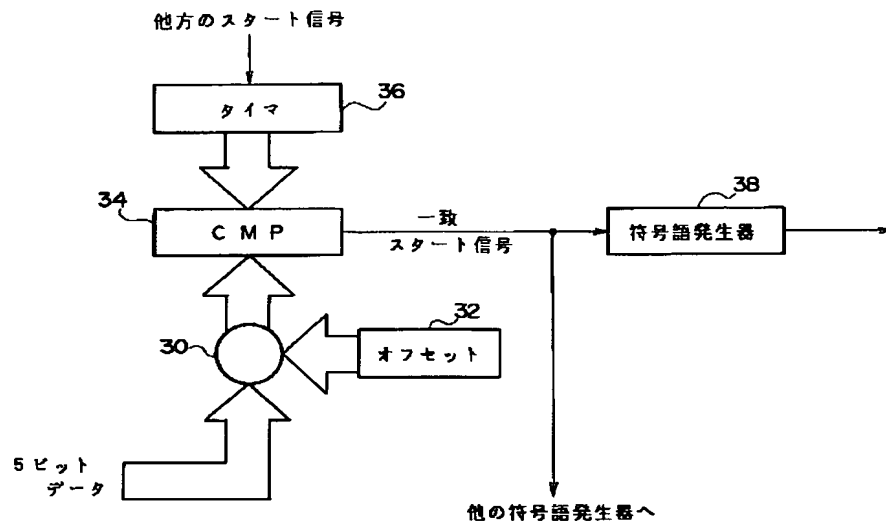 他方のスタート信号
36
タイマ
34
CMP
一致
スタート信号
38
符号語発生器
32
オフセット
30
5ビット
データ
他の符号語発生器へ